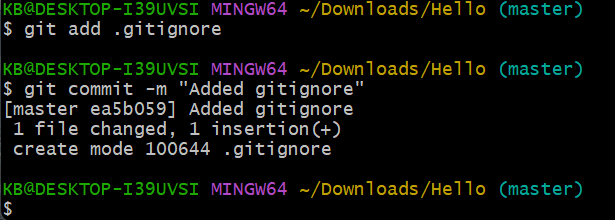 KB@DESKTOP-I39UVSI MINGW64 ~/Downloads/Hello (master)
$ git add .gitignore
KB@DESKTOP-I39UVSI MINGW64 ~/Downloads/Hello (master)
$ git commit -m "Added gitignore"
[master ea5b059] Added gitignore
 1 file changed, 1 insertion(+)
 create mode 100644 .gitignore
KB@DESKTOP-I39UVSI MINGW64 ~/Downloads/Hello (master)
$